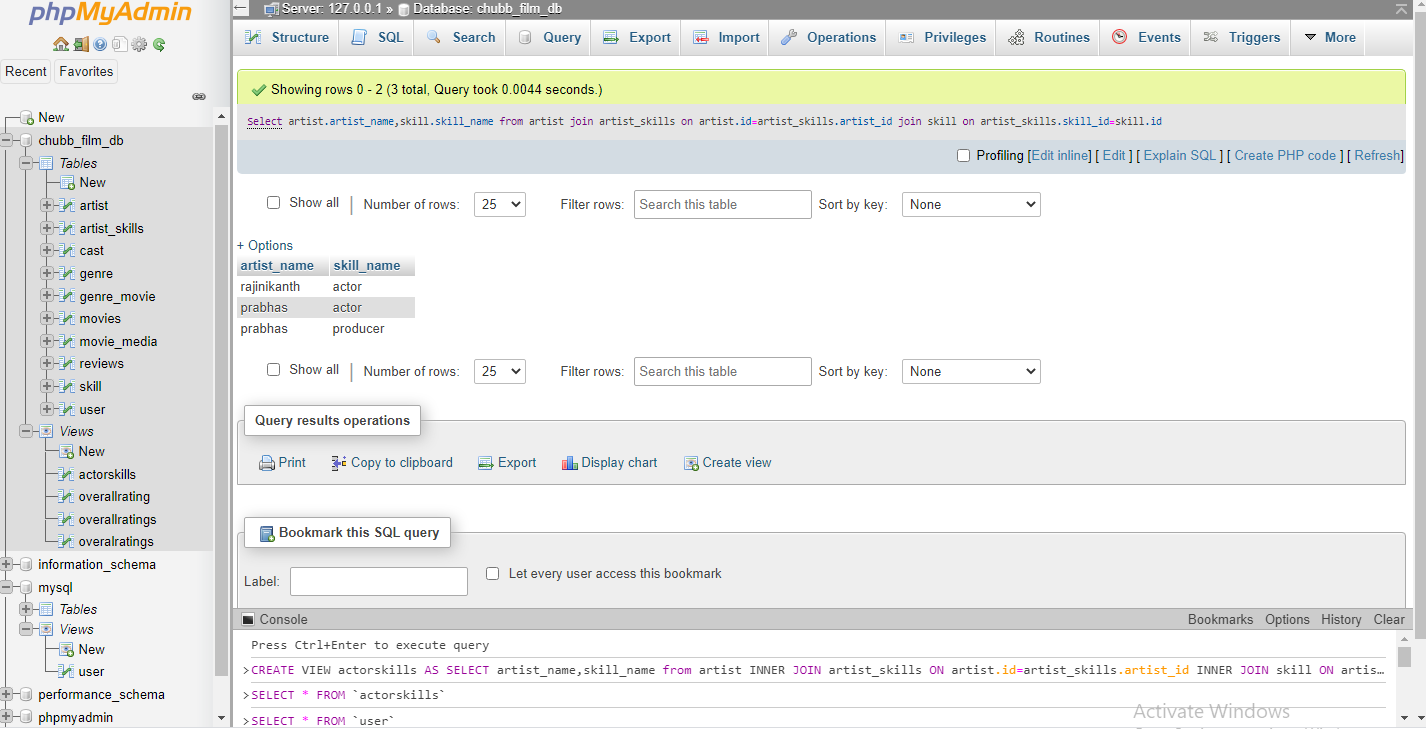 phpMyAdmin
Recent Favorites
New
chubb_film_db
Tables
New
artist
artist_skills
cast
genre
genre_movie
movies
movie_media
reviews
skill
user
Views
New
actorskills
overallrating
overallratings
overalratings
information_schema
mysql
Tables
Views
New
user
performance_schema
phpmyadmin
Server: 127.0.0.1 » Database: chubb_film_db
Structure SQL Search Query Export Import Operations Privileges Routines Events Triggers More
Showing rows 0 - 2 (3 total, Query took 0.0044 seconds.)
Select artist.artist_name,skill.skill_name from artist join artist_skills on artist.id=artist_skills.artist_id join skill on artist_skills.skill_id=skill.id
Profiling [Edit inline] [ Edit ] [ Explain SQL ] [ Create PHP code ] [ Refresh]
Show all | Number of rows: 25 Filter rows: Search this table Sort by key: None
+ Options
artist_name skill_name
rajinikanth actor
prabhas actor
prabhas producer
Show all | Number of rows: 25 Filter rows: Search this table Sort by key: None
Query results operations
Print Copy to clipboard Export Display chart Create view
Bookmark this SQL query
Label: Let every user access this bookmark
Console Bookmarks Options History Clear
Press Ctrl+Enter to execute query
>CREATE VIEW actorskills AS SELECT artist_name,skill_name from artist INNER JOIN artist_skills ON artist.id=artist_skills.artist_id INNER JOIN skill ON artis…
>SELECT * FROM `actorskills`
>SELECT * FROM `user`
Activate Windows